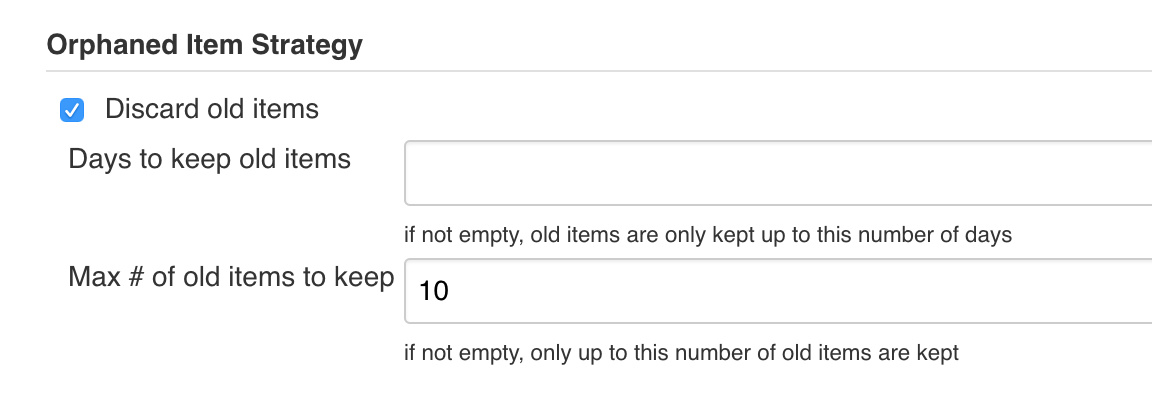 Orphaned Item Strategy
Discard old items
Days to keep old items
if not empty, old items are only kept up to this number of days
Max # of old items to keep
10
if not empty, only up to this number of old items are kept